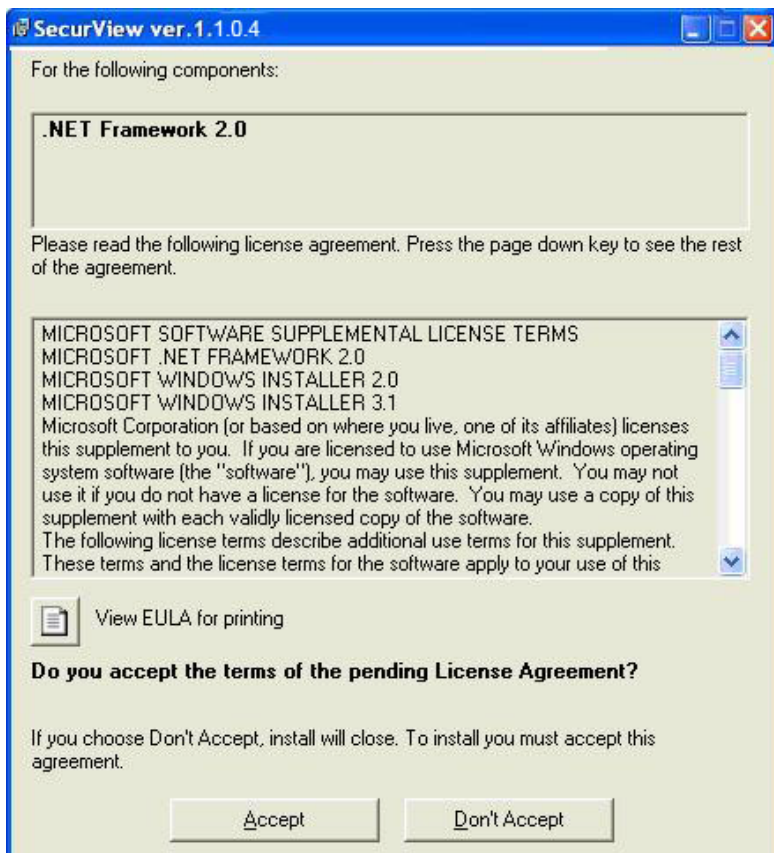 SecurView ver.1.1.0.4
For the following components:
.NET Framework 2.0
Please read the following license agreement. Press the page down key to see the rest
of the agreement.
MICROSOFT SOFTWARE SUPPLEMENTAL LICENSE TERMS
MICROSOFT .NET FRAMEWORK 2.0
MICROSOFT WINDOWS INSTALLER 2.0
MICROSOFT WINDOWS INSTALLER 3.1
Microsoft Corporation (or based on where you live, one of its affiliates) licenses
this supplement to you.  If you are licensed to use Microsoft Windows operating
system software (the "software"), you may use this supplement.  You may not
use it if you do not have a license for the software.  You may use a copy of this
supplement with each validly licensed copy of the software.
The following license terms describe additional use terms for this supplement.
These terms and the license terms for the software apply to your use of this
View EULA for printing
Do you accept the terms of the pending License Agreement?
If you choose Don't Accept, install will close. To install you must accept this
agreement.
Accept
Don't Accept